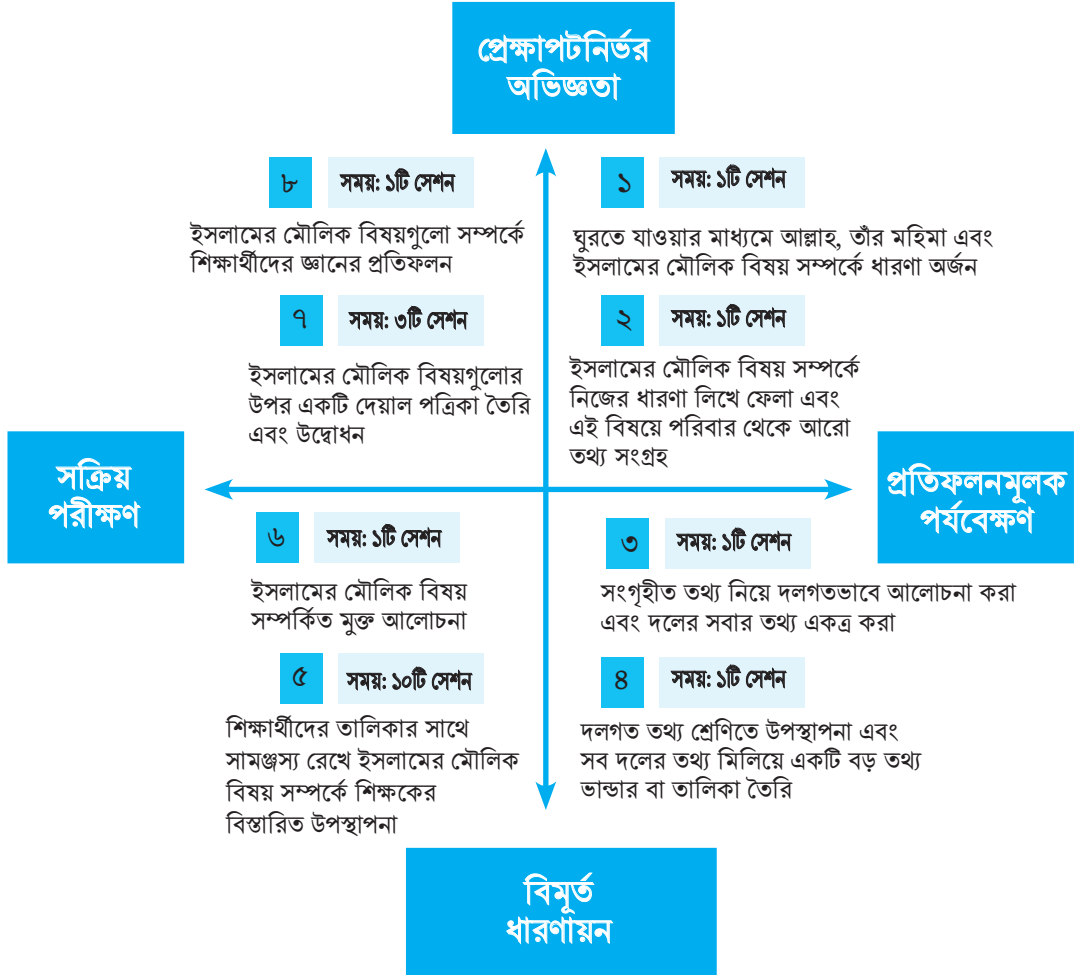 প্রেক্ষাপটনির্ভর
অভিজ্ঞতা
৮
সময়: ১টি সেশন
ইসলামের মৌলিক বিষয়গুলো সম্পর্কে
শিক্ষার্থীদের জ্ঞানের প্রতিফলন
১
সময়: ১টি সেশন
ঘুরতে যাওয়ার মাধ্যমে আল্লাহ, তাঁর মহিমা এবং
ইসলামের মৌলিক বিষয় সম্পর্কে ধারণা অর্জন
৭
সময়: ৩টি সেশন
ইসলামের মৌলিক বিষয়গুলোর
উপর একটি দেয়াল পত্রিকা তৈরি
এবং উদ্বোধন
২
সময়: ১টি সেশন
ইসলামের মৌলিক বিষয় সম্পর্কে
নিজের ধারণা লিখে ফেলা এবং
এই বিষয়ে পরিবার থেকে আরো
তথ্য সংগ্রহ
সক্রিয়
পরীক্ষণ
প্রতিফলনমূলক
পর্যবেক্ষণ
৬
সময়: ১টি সেশন
ইসলামের মৌলিক বিষয়
সম্পর্কিত মুক্ত আলোচনা
৩
সময়: ১টি সেশন
সংগৃহীত তথ্য নিয়ে দলগতভাবে আলোচনা করা
এবং দলের সবার তথ্য একত্র করা
৫
সময়: ১০টি সেশন
শিক্ষার্থীদের তালিকার সাথে
সামঞ্জস্য রেখে ইসলামের মৌলিক
বিষয় সম্পর্কে শিক্ষকের
বিস্তারিত উপস্থাপনা
৪
সময়: ১টি সেশন
দলগত তথ্য শ্রেণিতে উপস্থাপনা এবং
সব দলের তথ্য মিলিয়ে একটি বড় তথ্য
ভান্ডার বা তালিকা তৈরি
বিমূর্ত
ধারণায়ন